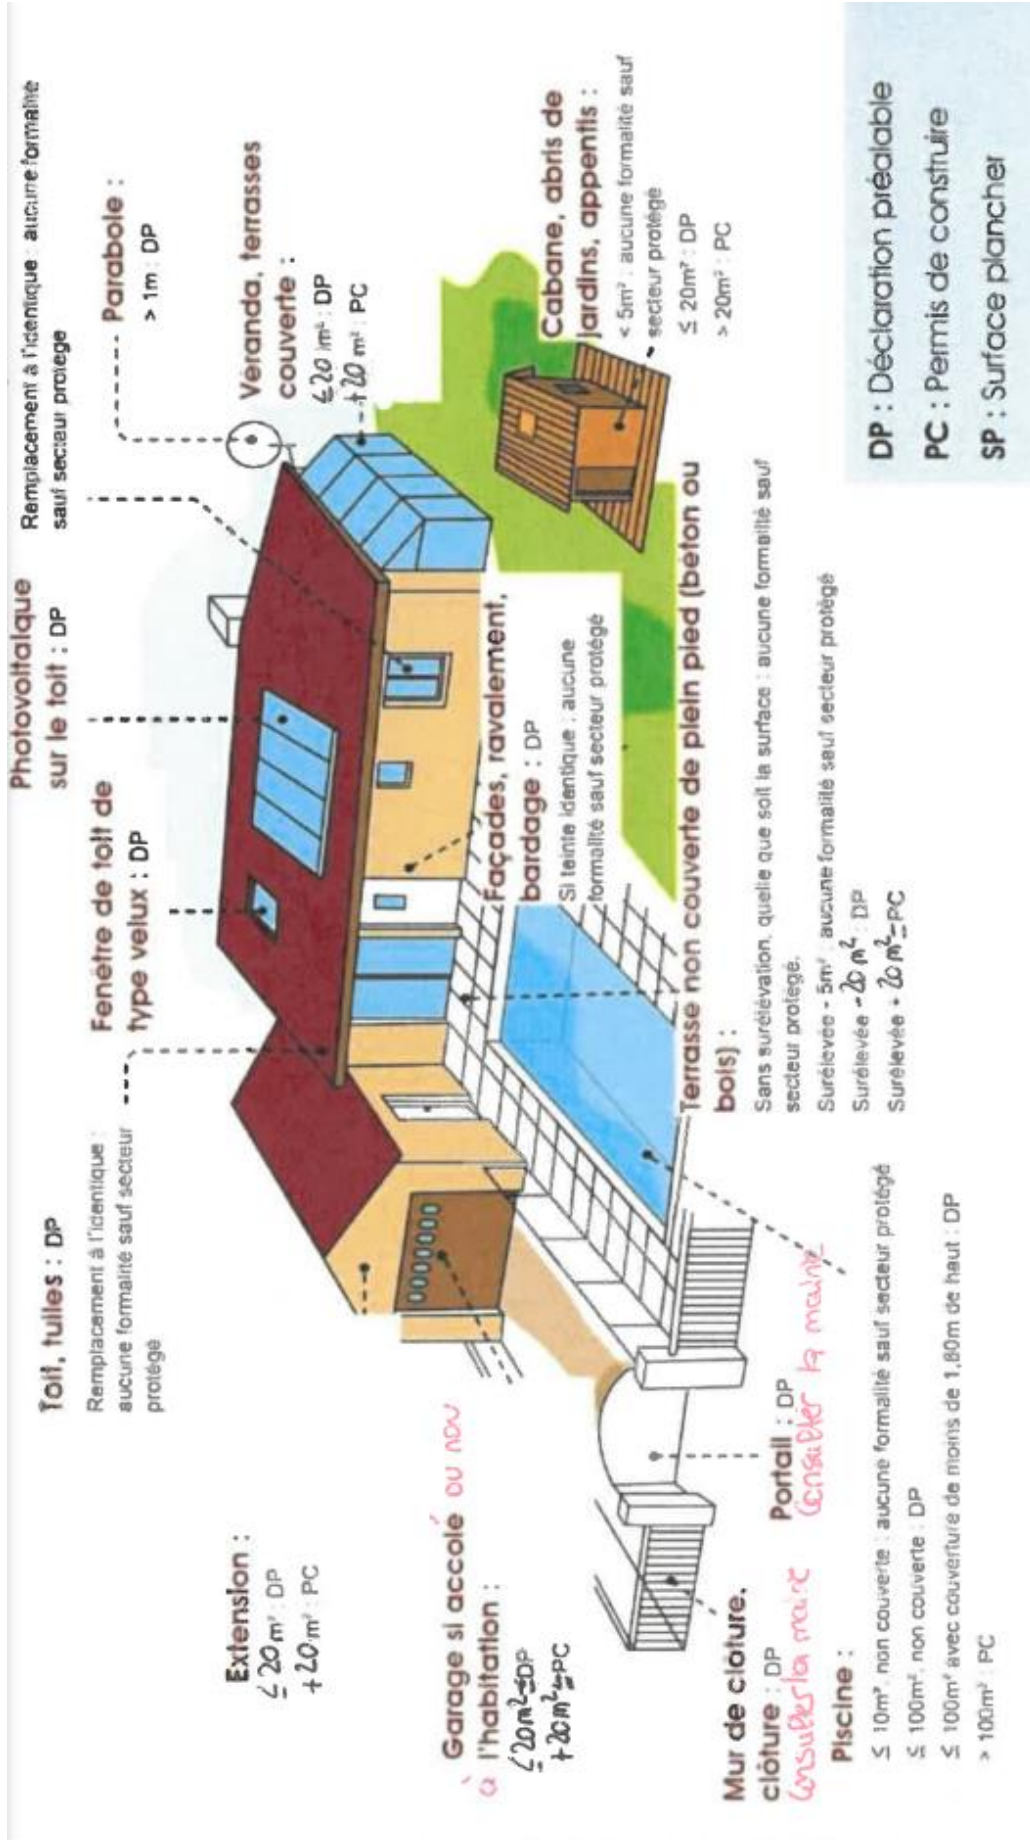 Toit, tuiles : DP
Remplacement à l'identique :
aucune formalité sauf secteur
protégé
Fenêtre de toit de
type velux : DP
Photovoltaïque
sur le toit : DP
Remplacement à l'identique : aucune formalité
sauf secteur protégé
Parabole :
> 1m : DP
Veranda, terrasses
couverte :
≤20 m² : DP
+20 m² : PC
Extension :
≤ 20 m² : DP
+ 20 m² : PC
Garage si accolé ou non
à l'habitation :
≤20m²=DP
+20m²=PC
Façades, ravalement,
bardage : DP
Si teinte identique : aucune
formalité sauf secteur protégé
Cabane, abris de
jardins, appentis :
< 5m² : aucune formalité sauf
secteur protégé
≤ 20m² : DP
> 20m² : PC
Terrasse non couverte de plein pied (béton ou
bois) :
Sans surélévation, quelle que soit la surface : aucune formalité sauf
secteur protégé.
Surélevée - 5m² : aucune formalité sauf secteur protégé
Surélevée -20 m² : DP
Surélevée + 20 m²=PC
Mur de cloture,
clôture : DP
Consulter la mairie
Portail : DP
Consulter la mairie
Piscine :
≤ 10m², non couverte : aucune formalité sauf secteur protégé
≤ 100m², non couverte : DP
≤ 100m² avec couverture de moins de 1,80m de haut : DP
> 100m² : PC
DP : Déclaration préalable
PC : Permis de construire
SP : Surface plancher